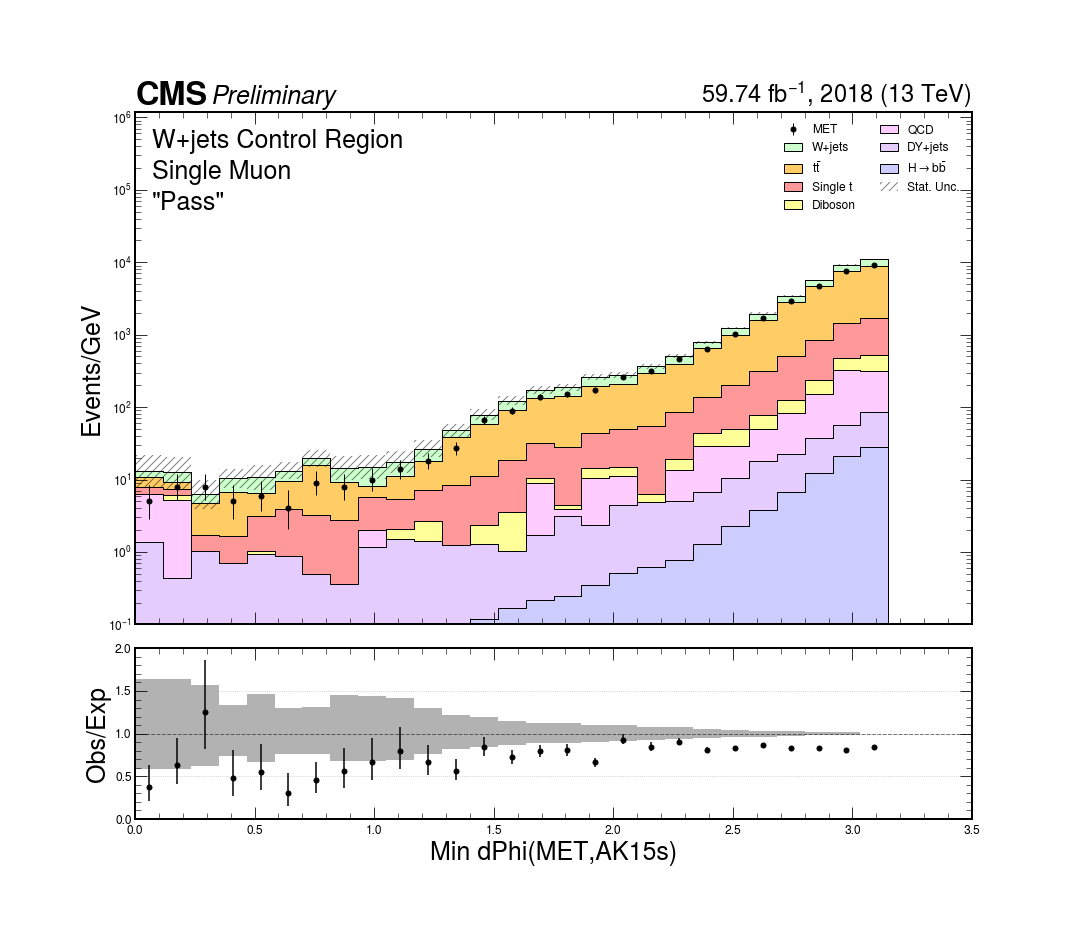 CMS Preliminary
59.74 fb⁻¹, 2018 (13 TeV)
W+jets Control Region
Single Muon
"Pass"
MET
W+jets
tt̄
Single t
Diboson
QCD
DY+jets
H→bb̄
Stat. Unc.
Events/GeV
10⁶
10⁵
10⁴
10³
10²
10¹
10⁰
10⁻¹
Obs/Exp
2.0
1.5
1.0
0.5
0.0
0.0 0.5 1.0 1.5 2.0 2.5 3.0 3.5
Min dPhi(MET,AK15s)